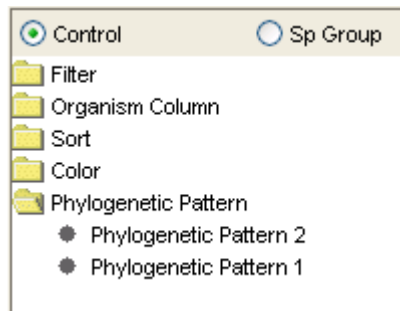 Control Sp Group
Filter
Organism Column
Sort
Color
Phylogenetic Pattern
Phylogenetic Pattern 2
Phylogenetic Pattern 1